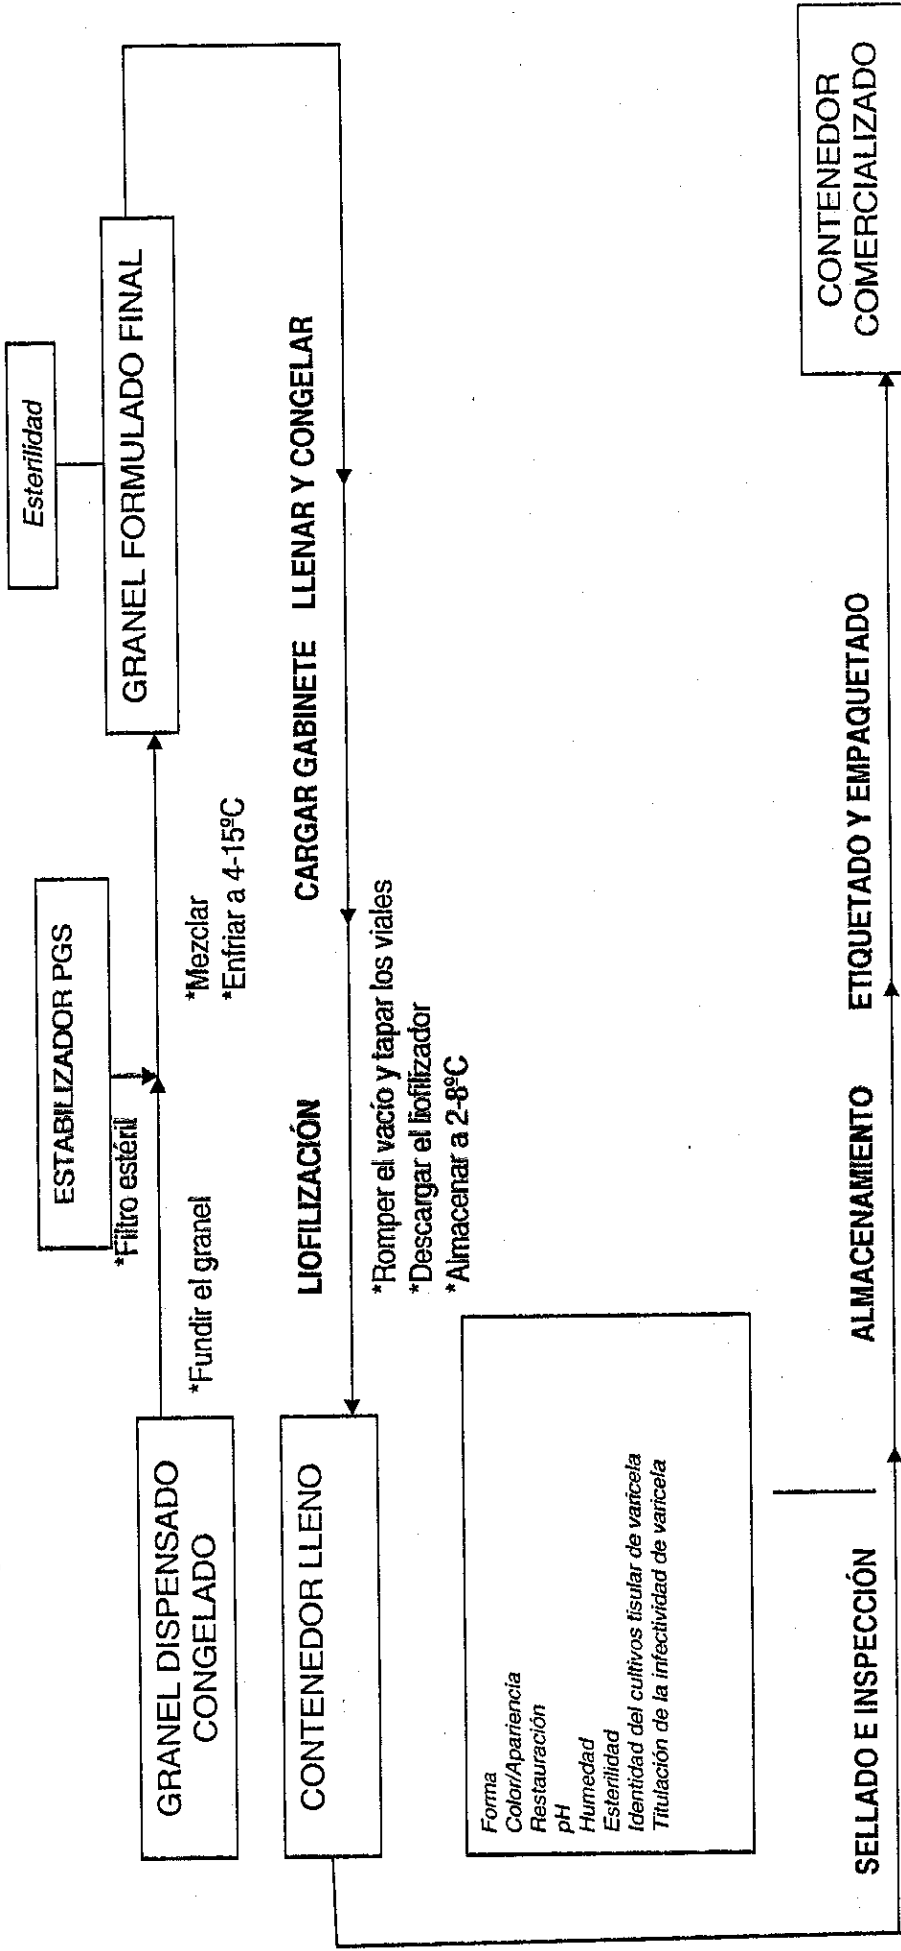 Esterilidad
ESTABILIZADOR PGS
*Filtro estéril
GRANEL DISPENSADO
CONGELADO
*Fundir el granel
*Mezclar
*Enfriar a 4-15ºC
GRANEL FORMULADO FINAL
CONTENEDOR LLENO
LIOFILIZACIÓN
CARGAR GABINETE
LLENAR Y CONGELAR
*Romper el vacío y tapar los viales
*Descargar el liofilizador
*Almacenar a 2-8ºC
Forma
Color/Apariencia
Restauración
pH
Humedad
Esterilidad
Identidad del cultivos tisular de varicela
Titulación de la infectividad de varicela
SELLADO E INSPECCIÓN
ALMACENAMIENTO
ETIQUETADO Y EMPAQUETADO
CONTENEDOR
COMERCIALIZADO